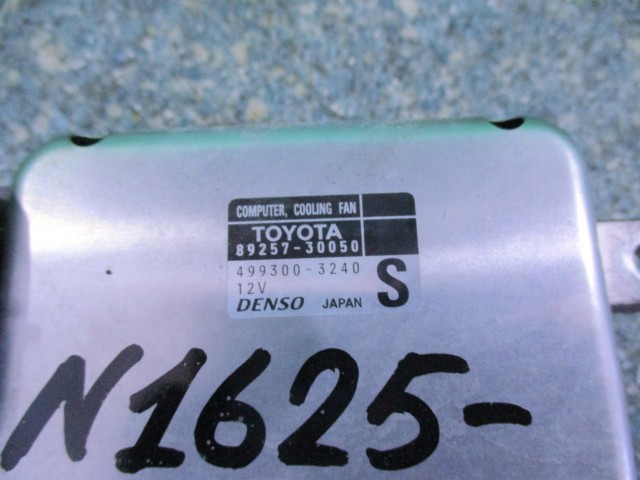 COMPUTER, COOLING FAN
TOYOTA
89257-30050
499300-3240
12V
S
DENSO JAPAN
N1625-